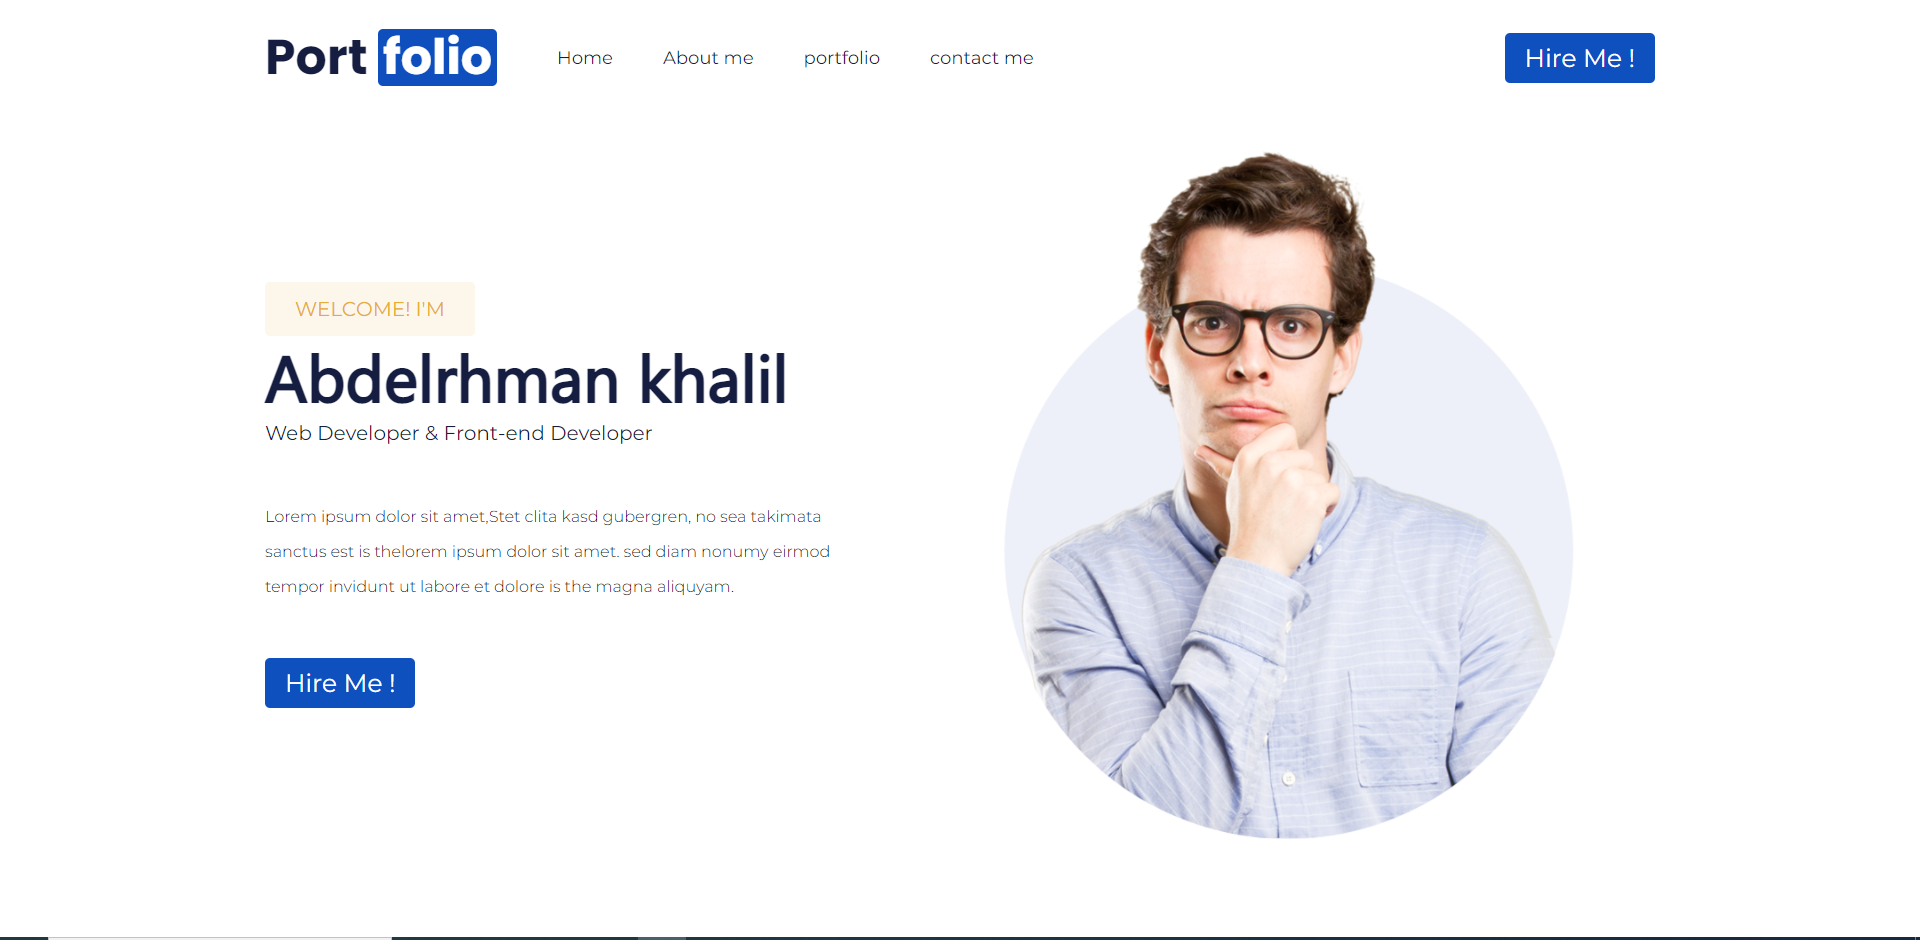 Port folio Home About me portfolio contact me Hire Me !
WELCOME! I'M
Abdelrhman khalil
Web Developer & Front-end Developer
Lorem ipsum dolor sit amet,Stet clita kasd gubergren, no sea takimata
sanctus est is thelorem ipsum dolor sit amet. sed diam nonumy eirmod
tempor invidunt ut labore et dolore is the magna aliquyam.
Hire Me !